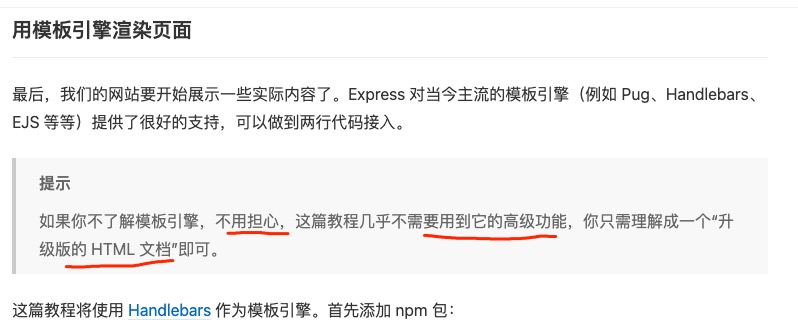 用模板引擎渲染页面
最后，我们的网站要开始展示一些实际内容了。Express 对当今主流的模板引擎（例如 Pug、Handlebars、
EJS 等等）提供了很好的支持，可以做到两行代码接入。
提示
如果你不了解模板引擎，不用担心，这篇教程几乎不需要用到它的高级功能，你只需理解成一个“升
级版的 HTML 文档”即可。
这篇教程将使用 Handlebars 作为模板引擎。首先添加 npm 包：